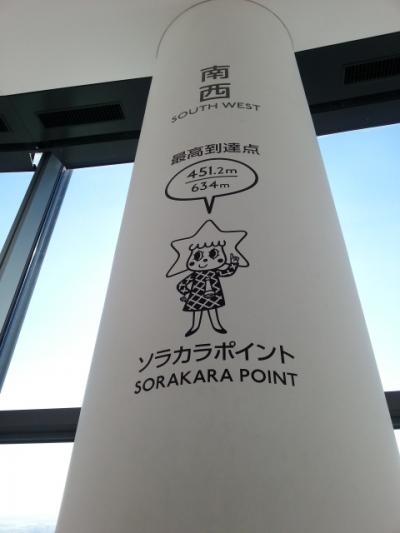 南西
SOUTH WEST
最高到達点
451.2m
634m
ソラカラポイント
SORAKARA POINT